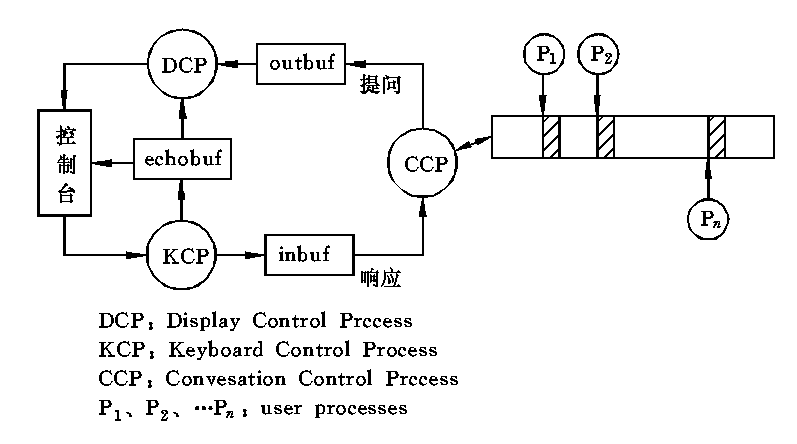 P1 P2
DCP outbuf
提问
控制台
echobuf CCP
Pn
KCP inbuf
响应
DCP; Display Control Prccess
KCP; Keyboard Control Process
CCP; Convesation Control Prccess
P1、P2、…Pn; user processes